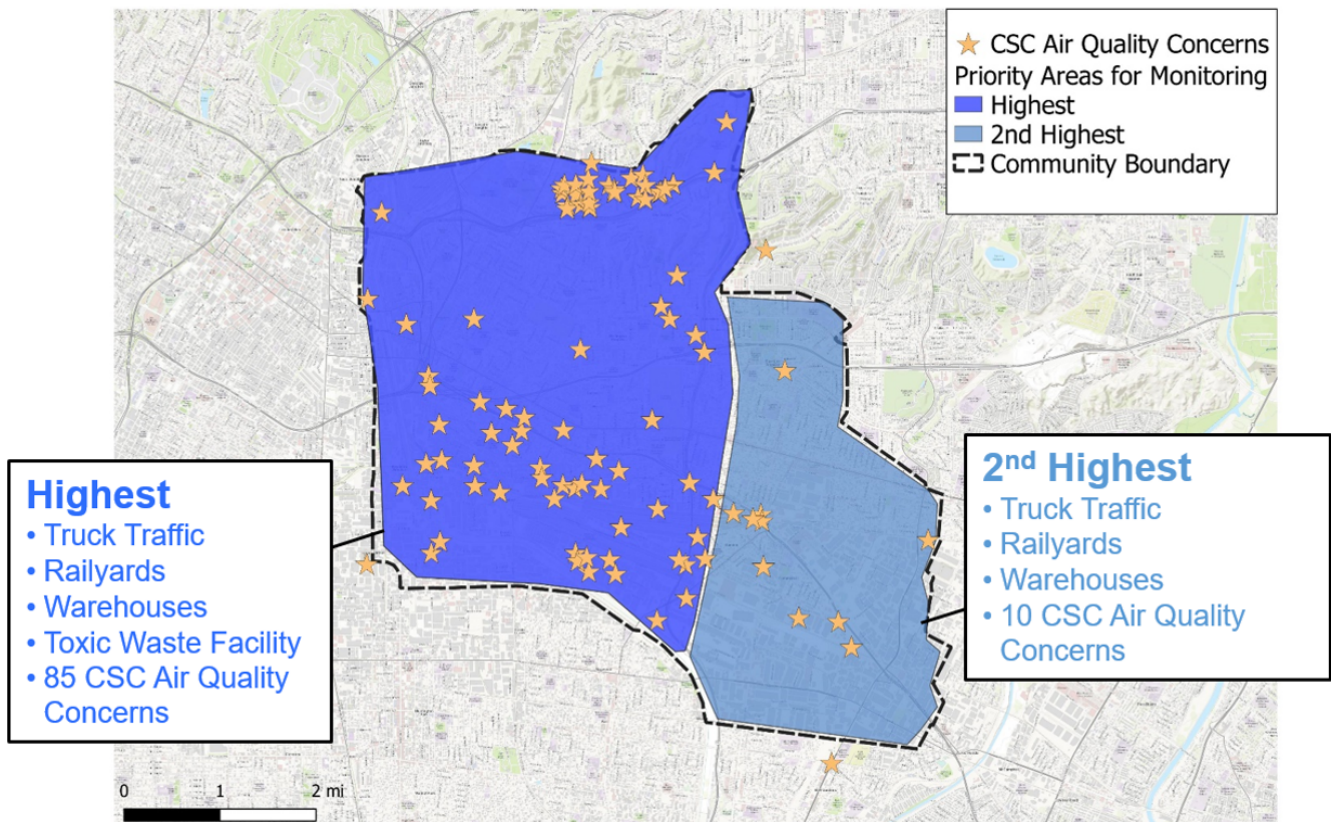 CSC Air Quality Concerns
Priority Areas for Monitoring
Highest
2nd Highest
Community Boundary
Highest
• Truck Traffic
• Railyards
• Warehouses
• Toxic Waste Facility
• 85 CSC Air Quality
Concerns
2nd Highest
• Truck Traffic
• Railyards
• Warehouses
• 10 CSC Air Quality
Concerns
0 1 2 mi